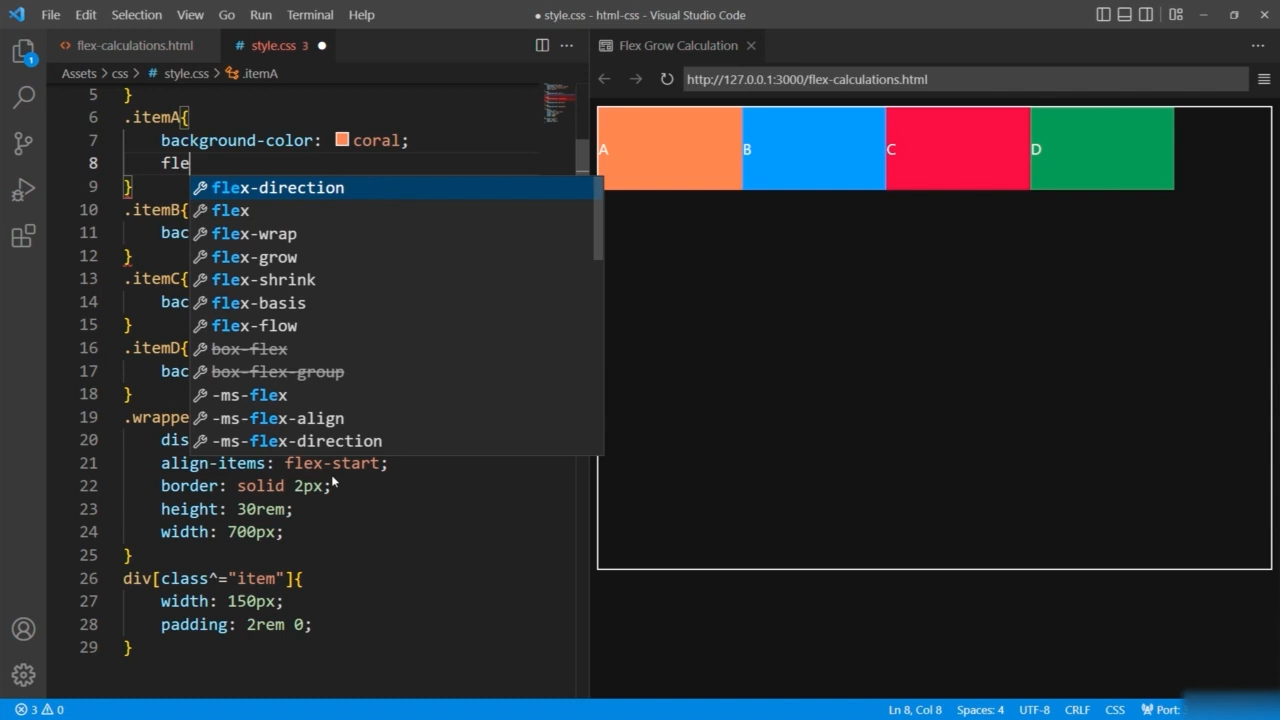 File Edit Selection View Go Run Terminal Help
● style.css - html-css - Visual Studio Code
flex-calculations.html
# style.css 3 ●
Assets > css > # style.css > .itemA
5 }
6 .itemA{
7 background-color: coral;
8 fle
9 }
10 .itemB{
11 bac
12 }
13 .itemC{
14 bac
15 }
16 .itemD{
17 bac
18 }
19 .wrappe
20 dis
21 align-items: flex-start;
22 border: solid 2px;
23 height: 30rem;
24 width: 700px;
25 }
26 div[class^="item"]{
27 width: 150px;
28 padding: 2rem 0;
29 }
flex-direction
flex
flex-wrap
flex-grow
flex-shrink
flex-basis
flex-flow
box-flex
box-flex-group
-ms-flex
-ms-flex-align
-ms-flex-direction
1
Flex Grow Calculation
http://127.0.0.1:3000/flex-calculations.html
A B C D
3 0
Ln 8, Col 8 Spaces: 4 UTF-8 CRLF CSS Port: